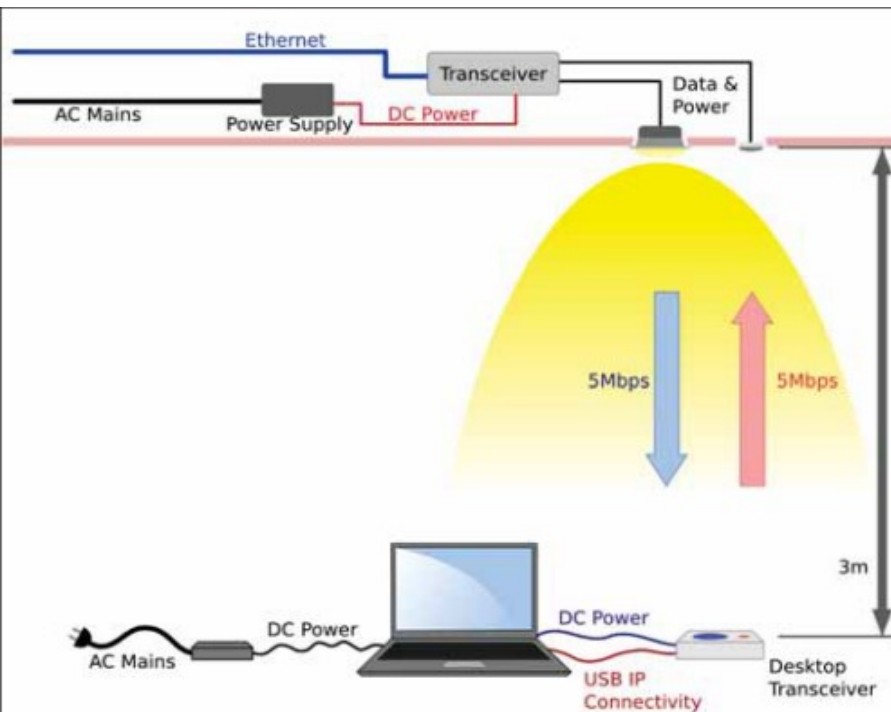 Ethernet
Transceiver
Data &
Power
AC Mains
Power Supply
DC Power
5Mbps
5Mbps
3m
DC Power
DC Power
AC Mains
USB IP
Connectivity
Desktop
Transceiver